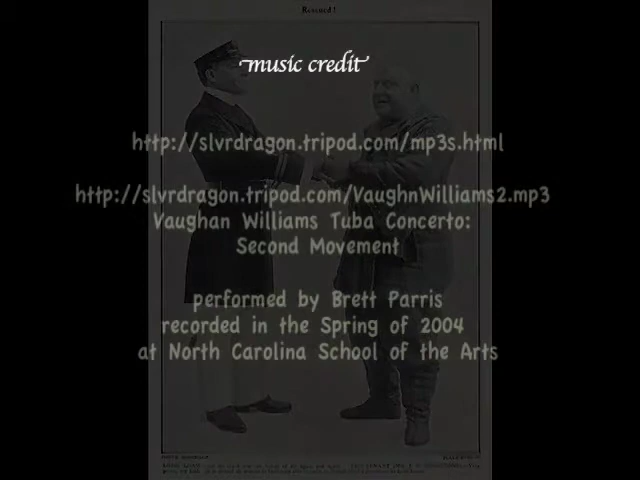 Rescued!
music credit
http://slvrdragon.tripod.com/mp3s.html
http://slvrdragon.tripod.com/VaughnWilliams2.mp3
Vaughan Williams Tuba Concerto:
Second Movement
performed by Brett Parris
recorded in the Spring of 2004
at North Carolina School of the Arts